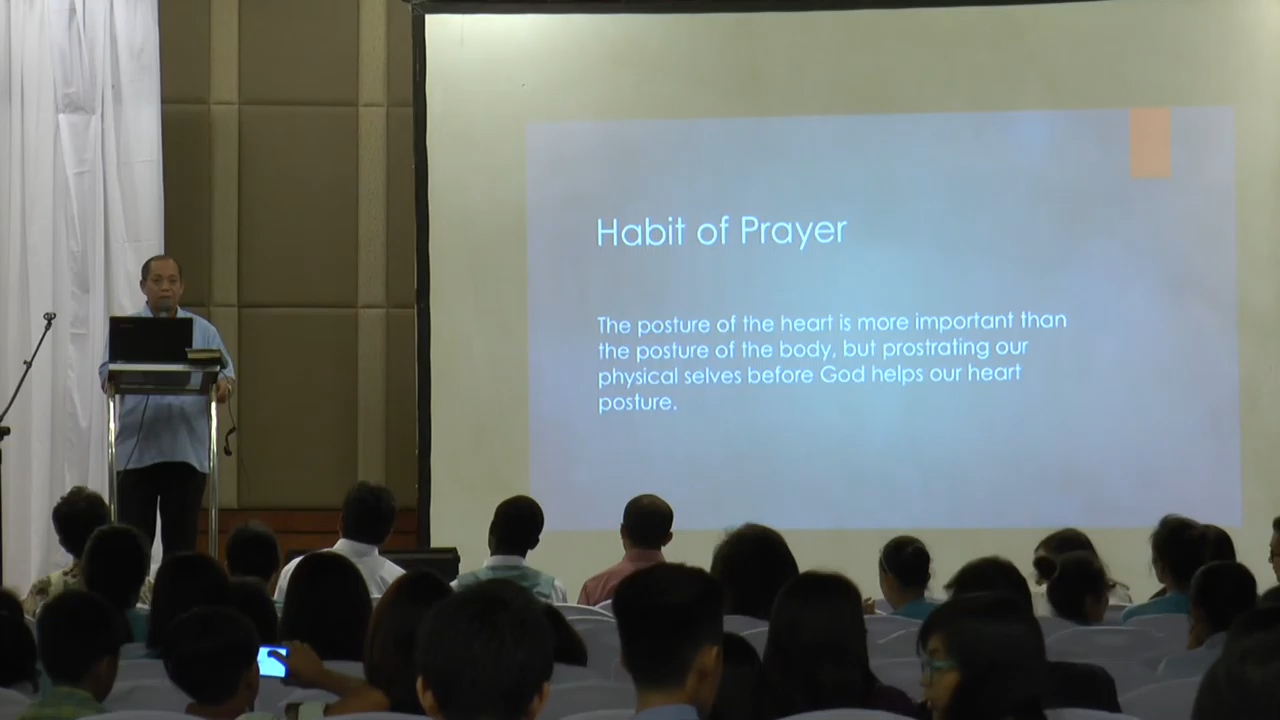 Habit of Prayer
The posture of the heart is more important than
the posture of the body, but prostrating our
physical selves before God helps our heart
posture.